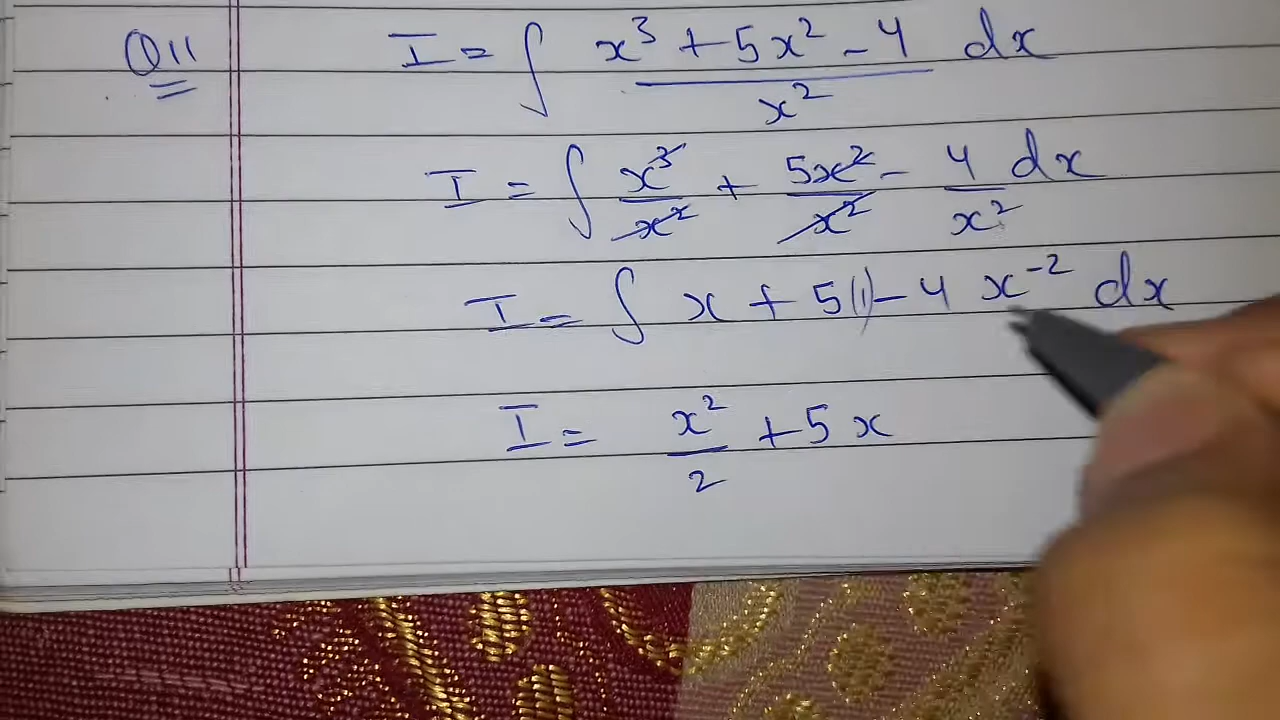 Q11 I = ∫ x³ + 5x² - 4 / x² dx
I = ∫ x³/x² + 5x²/x² - 4/x² dx
I = ∫ x + 5(1) - 4 x⁻² dx
I = x²/2 + 5x